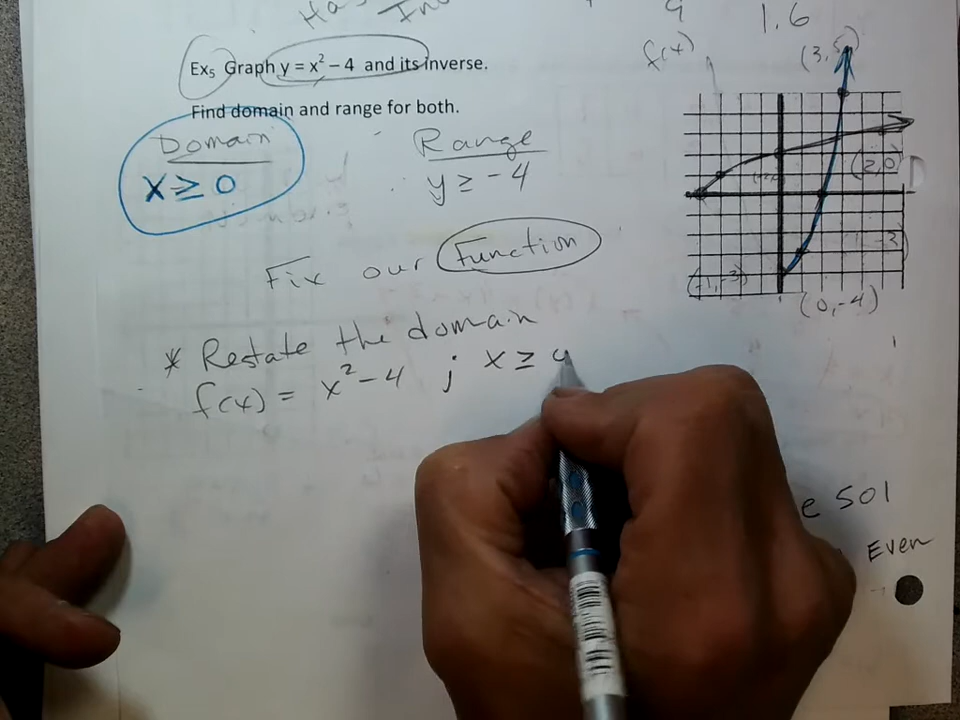 1.6
f(x)
(3, 5)
Ex5 Graph y = x² – 4 and its inverse.
Find domain and range for both.
Domain
x ≥ 0
Range
y ≥ -4
(2, 0)
Fix our Function
(-1, -3)
(0, -4)
* Restate the domain
f(x) = x² - 4 ; x ≥
e SOl
Even